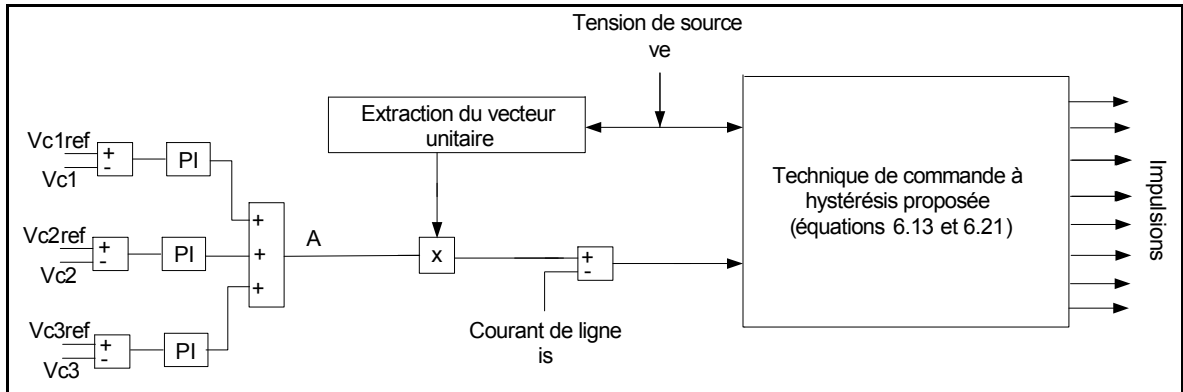 Tension de source
ve
Extraction du vecteur
unitaire
Vc1ref
+
-
Vc1
PI
+
Vc2ref
+
-
Vc2
PI
+
A
x
+
-
Vc3ref
+
-
Vc3
PI
+
Courant de ligne
is
Technique de commande à
hystérésis proposée
(équations 6.13 et 6.21)
Impulsions